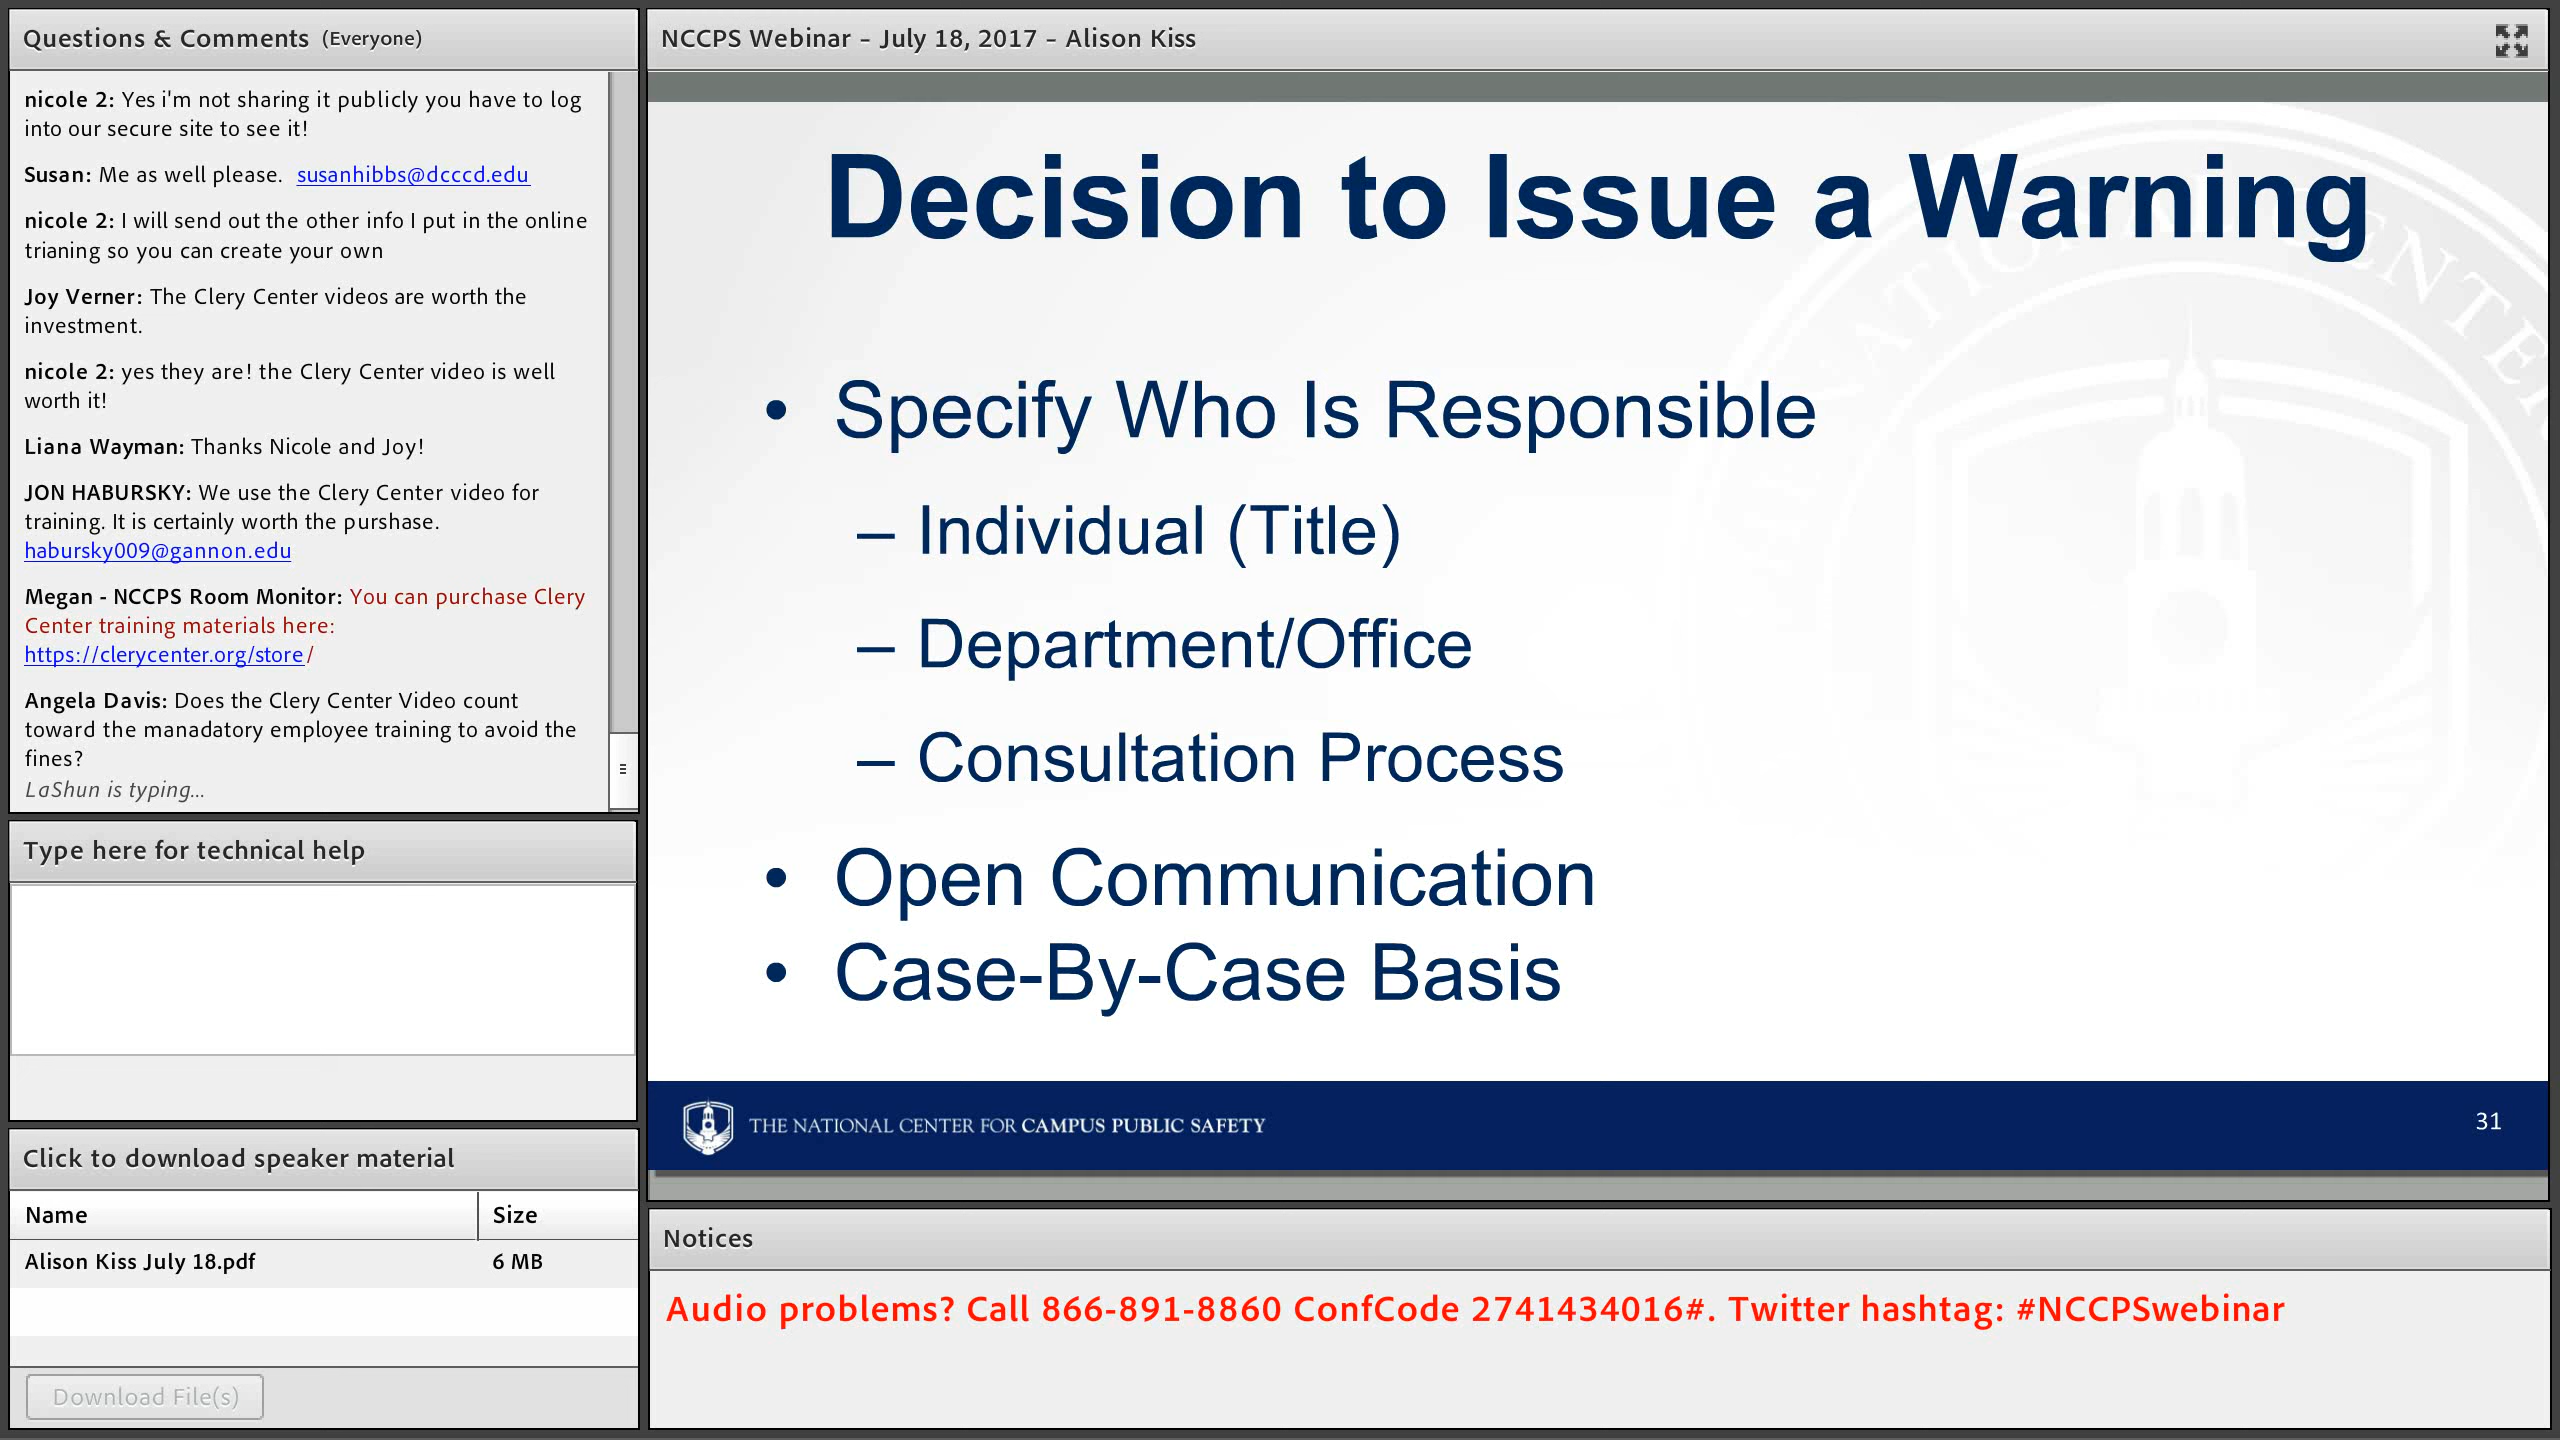 Questions & Comments (Everyone)
nicole 2: Yes i'm not sharing it publicly you have to log
into our secure site to see it!
Susan: Me as well please. susanhibbs@dcccd.edu
nicole 2: I will send out the other info I put in the online
trianing so you can create your own
Joy Verner: The Clery Center videos are worth the
investment.
nicole 2: yes they are! the Clery Center video is well
worth it!
Liana Wayman: Thanks Nicole and Joy!
JON HABURSKY: We use the Clery Center video for
training. It is certainly worth the purshase.
habursky009@gannon.edu
Megan - NCCPS Room Monitor: You can purchase Clery
Center training materials here:
https://clerycenter.org/store/
Angela Davis: Does the Clery Center Video count
toward the manadatory employee training to avoid the
fines?
LaShun is typing...
Type here for technical help
Click to download speaker material
Name Size
Alison Kiss July 18.pdf 6 MB
Download File(s)
NCCPS Webinar - July 18, 2017 - Alison Kiss
Decision to Issue a Warning
• Specify Who Is Responsible
– Individual (Title)
– Department/Office
– Consultation Process
• Open Communication
• Case-By-Case Basis
THE NATIONAL CENTER FOR CAMPUS PUBLIC SAFETY
31
Notices
Audio problems? Call 866-891-8860 ConfCode 2741434016#. Twitter hashtag: #NCCPSwebinar